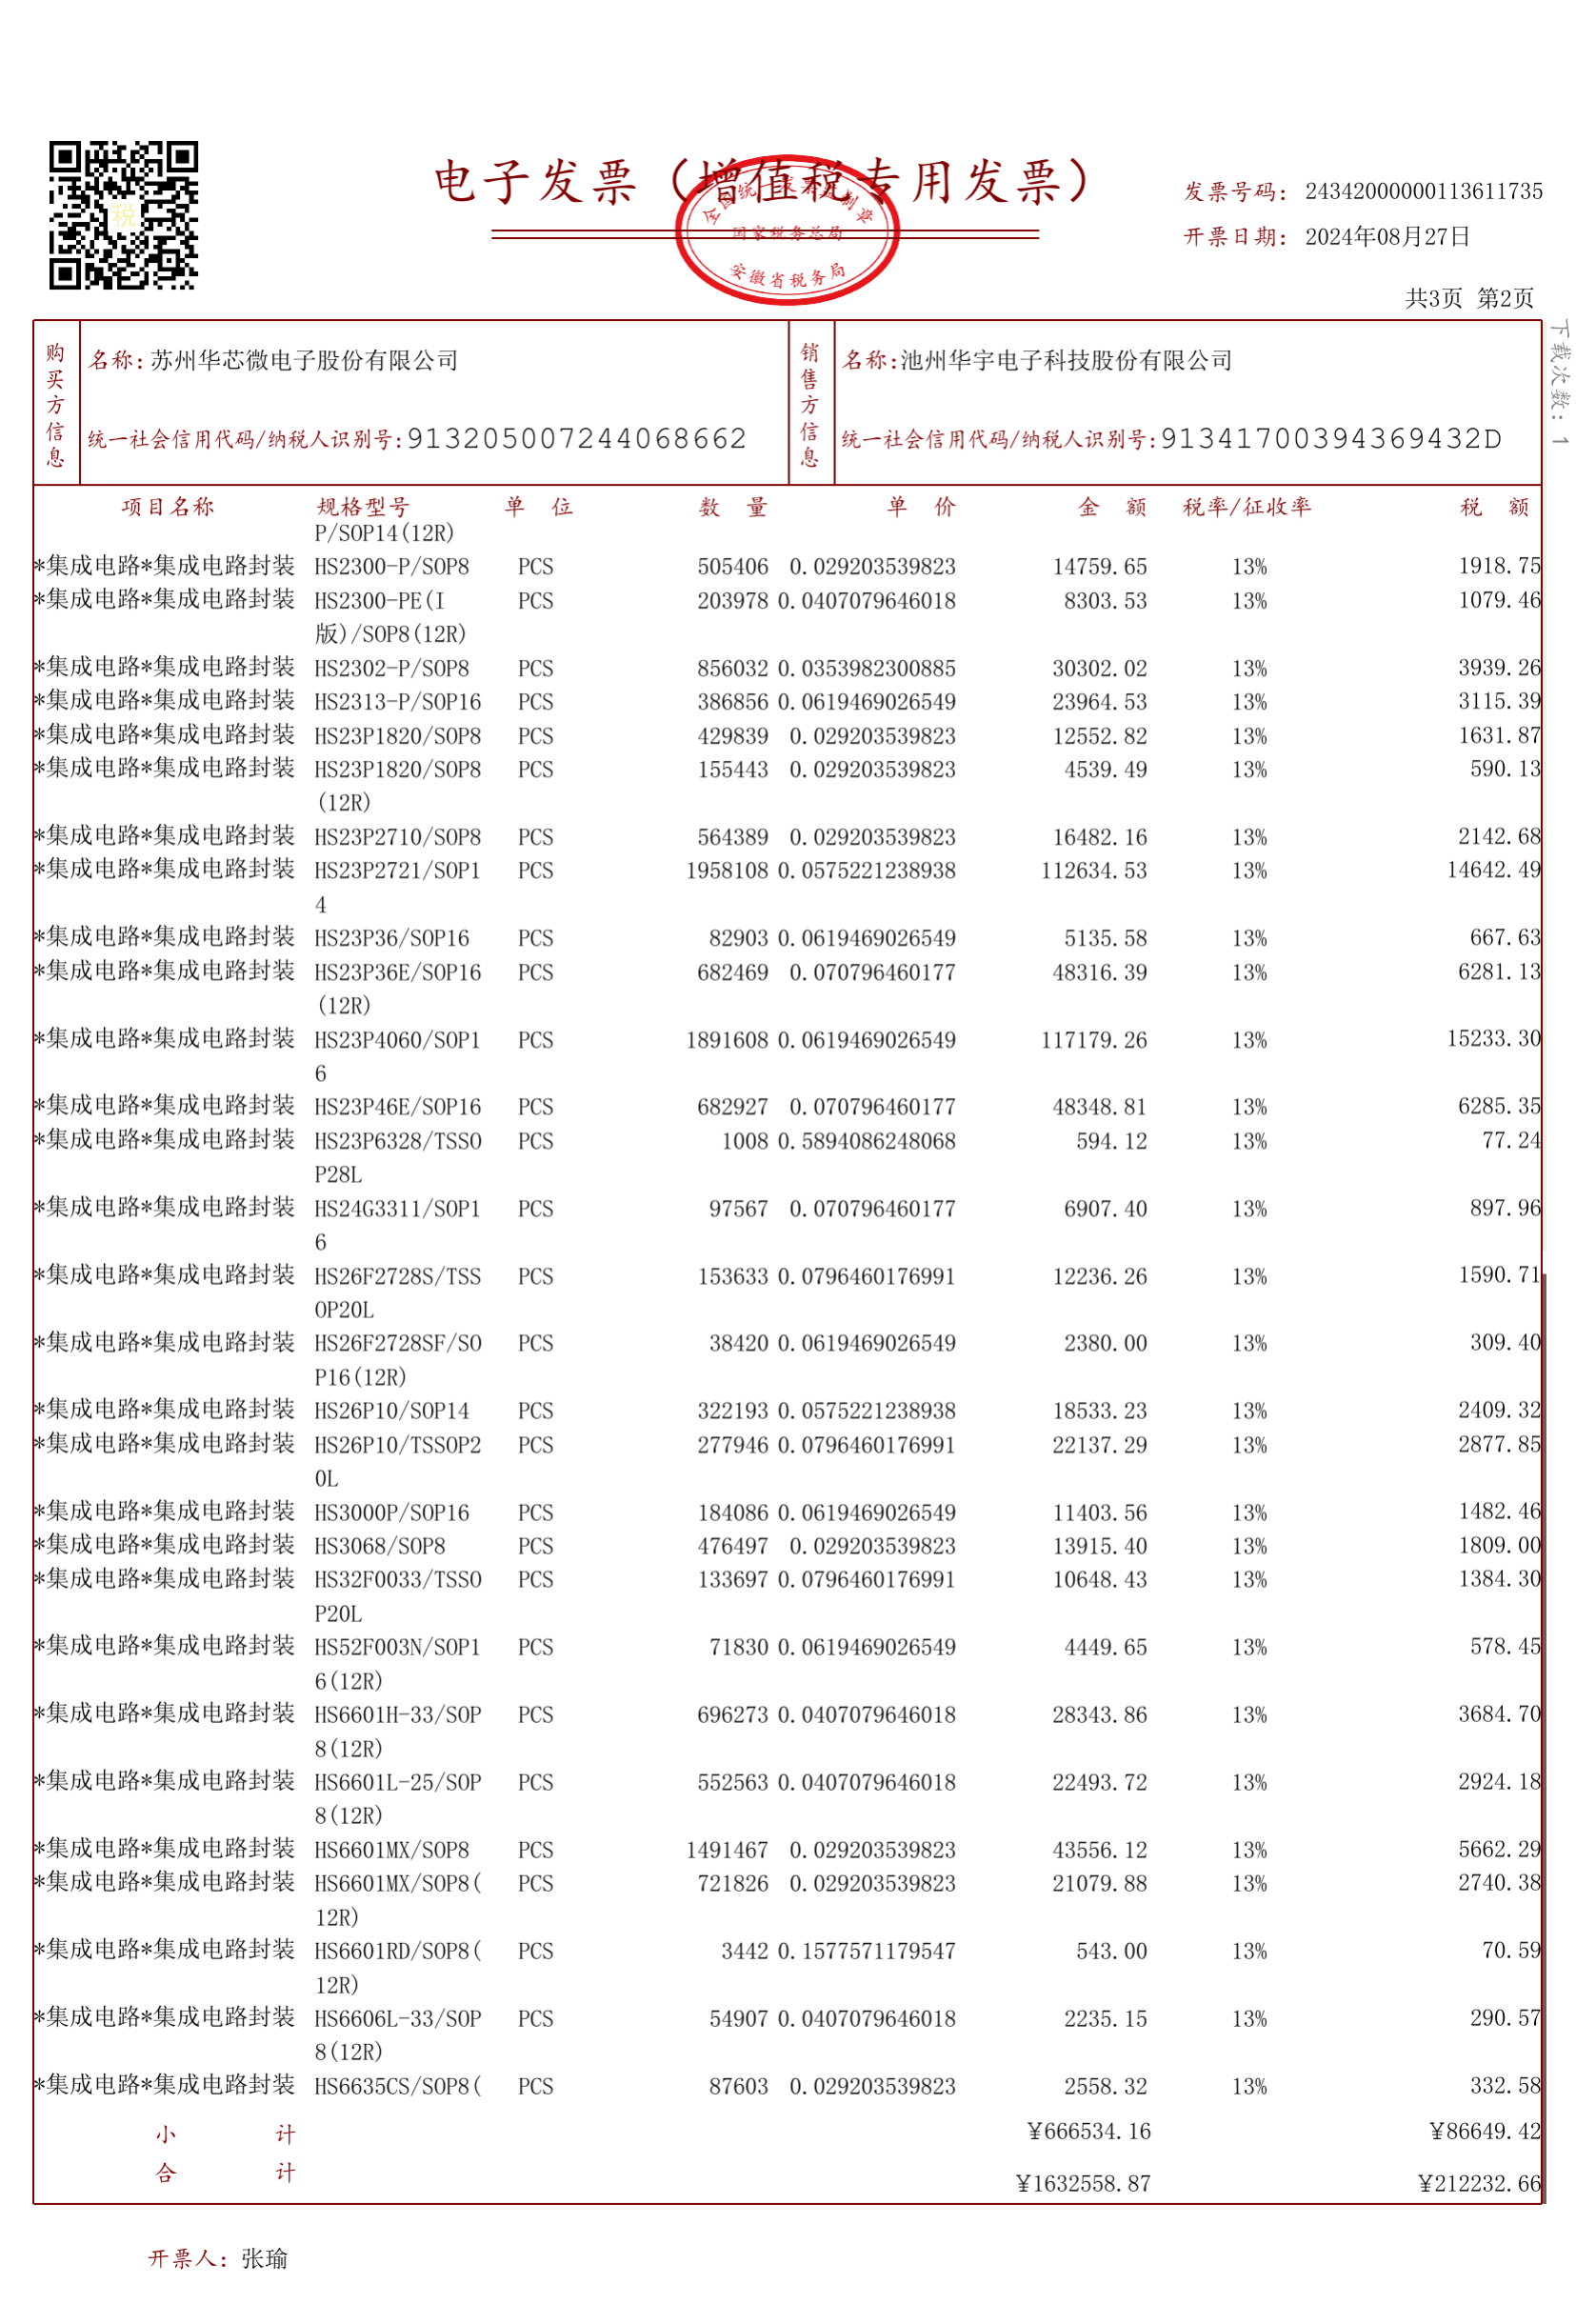 电子发票（增值税专用发票）
全国统一发票监制章
国家税务总局
安徽省税务局
税
发票号码：24342000000113611735
开票日期：2024年08月27日
共3页 第2页
下载次数：1
购买方信息
名称：苏州华芯微电子股份有限公司
统一社会信用代码/纳税人识别号：913205007244068662
销售方信息
名称：池州华宇电子科技股份有限公司
统一社会信用代码/纳税人识别号：91341700394369432D
项目名称 规格型号 单 位 数 量 单 价 金 额 税率/征收率 税 额
P/SOP14(12R)
*集成电路*集成电路封装 HS2300-P/SOP8 PCS 505406 0.029203539823 14759.65 13% 1918.75
*集成电路*集成电路封装 HS2300-PE(I PCS 203978 0.0407079646018 8303.53 13% 1079.46
版)/SOP8(12R)
*集成电路*集成电路封装 HS2302-P/SOP8 PCS 856032 0.0353982300885 30302.02 13% 3939.26
*集成电路*集成电路封装 HS2313-P/SOP16 PCS 386856 0.0619469026549 23964.53 13% 3115.39
*集成电路*集成电路封装 HS23P1820/SOP8 PCS 429839 0.029203539823 12552.82 13% 1631.87
*集成电路*集成电路封装 HS23P1820/SOP8 PCS 155443 0.029203539823 4539.49 13% 590.13
(12R)
*集成电路*集成电路封装 HS23P2710/SOP8 PCS 564389 0.029203539823 16482.16 13% 2142.68
*集成电路*集成电路封装 HS23P2721/SOP1 PCS 1958108 0.0575221238938 112634.53 13% 14642.49
4
*集成电路*集成电路封装 HS23P36/SOP16 PCS 82903 0.0619469026549 5135.58 13% 667.63
*集成电路*集成电路封装 HS23P36E/SOP16 PCS 682469 0.070796460177 48316.39 13% 6281.13
(12R)
*集成电路*集成电路封装 HS23P4060/SOP1 PCS 1891608 0.0619469026549 117179.26 13% 15233.30
6
*集成电路*集成电路封装 HS23P46E/SOP16 PCS 682927 0.070796460177 48348.81 13% 6285.35
*集成电路*集成电路封装 HS23P6328/TSSO PCS 1008 0.5894086248068 594.12 13% 77.24
P28L
*集成电路*集成电路封装 HS24G3311/SOP1 PCS 97567 0.070796460177 6907.40 13% 897.96
6
*集成电路*集成电路封装 HS26F2728S/TSS PCS 153633 0.0796460176991 12236.26 13% 1590.71
OP20L
*集成电路*集成电路封装 HS26F2728SF/SO PCS 38420 0.0619469026549 2380.00 13% 309.40
P16(12R)
*集成电路*集成电路封装 HS26P10/SOP14 PCS 322193 0.0575221238938 18533.23 13% 2409.32
*集成电路*集成电路封装 HS26P10/TSSOP2 PCS 277946 0.0796460176991 22137.29 13% 2877.85
0L
*集成电路*集成电路封装 HS3000P/SOP16 PCS 184086 0.0619469026549 11403.56 13% 1482.46
*集成电路*集成电路封装 HS3068/SOP8 PCS 476497 0.029203539823 13915.40 13% 1809.00
*集成电路*集成电路封装 HS32F0033/TSSO PCS 133697 0.0796460176991 10648.43 13% 1384.30
P20L
*集成电路*集成电路封装 HS52F003N/SOP1 PCS 71830 0.0619469026549 4449.65 13% 578.45
6(12R)
*集成电路*集成电路封装 HS6601H-33/SOP PCS 696273 0.0407079646018 28343.86 13% 3684.70
8(12R)
*集成电路*集成电路封装 HS6601L-25/SOP PCS 552563 0.0407079646018 22493.72 13% 2924.18
8(12R)
*集成电路*集成电路封装 HS6601MX/SOP8 PCS 1491467 0.029203539823 43556.12 13% 5662.29
*集成电路*集成电路封装 HS6601MX/SOP8( PCS 721826 0.029203539823 21079.88 13% 2740.38
12R)
*集成电路*集成电路封装 HS6601RD/SOP8( PCS 3442 0.1577571179547 543.00 13% 70.59
12R)
*集成电路*集成电路封装 HS6606L-33/SOP PCS 54907 0.0407079646018 2235.15 13% 290.57
8(12R)
*集成电路*集成电路封装 HS6635CS/SOP8( PCS 87603 0.029203539823 2558.32 13% 332.58
小 计 ¥666534.16 ¥86649.42
合 计 ¥1632558.87 ¥212232.66
开票人：张瑜